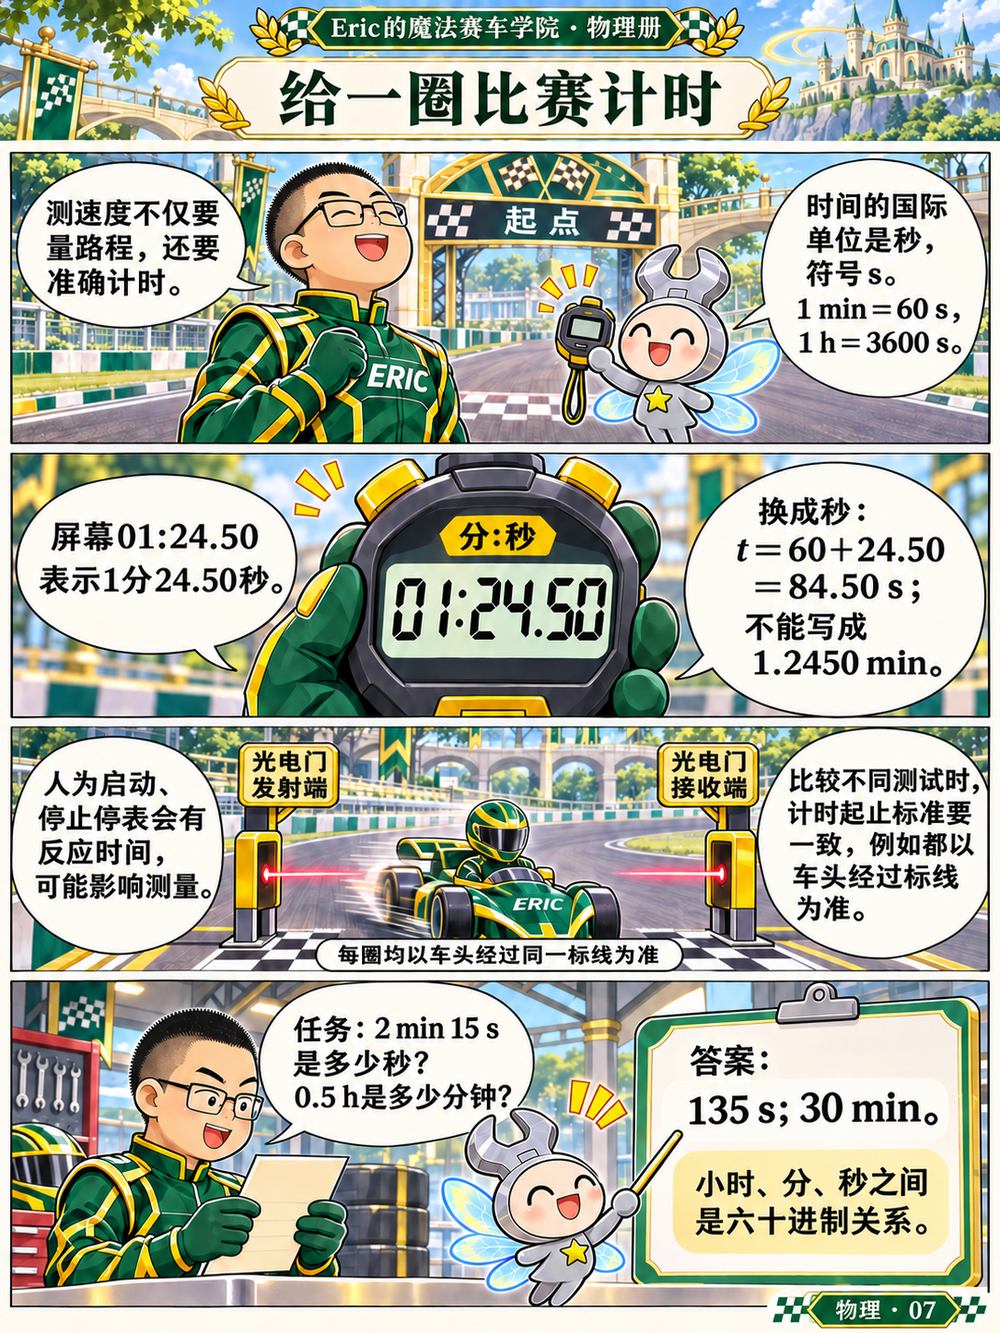 Eric的魔法赛车学院·物理册
给一圈比赛计时
测速度不仅要
量路程，还要
准确计时。
起点
ERIC
时间的国际
单位是秒，
符号 s。
1 min＝60 s，
1 h＝3600 s。
屏幕01:24.50
表示1分24.50秒。
分:秒
01:24.50
换成秒：
t＝60＋24.50
＝84.50 s；
不能写成
1.2450 min。
人为启动、
停止停表会有
反应时间，
可能影响测量。
光电门
发射端
光电门
接收端
ERIC
每圈均以车头经过同一标线为准
比较不同测试时，
计时起止标准要
一致，例如都以
车头经过标线
为准。
任务：2 min 15 s
是多少秒？
0.5 h是多少分钟？
答案：
135 s; 30 min。
小时、分、秒之间
是六十进制关系。
物理·07